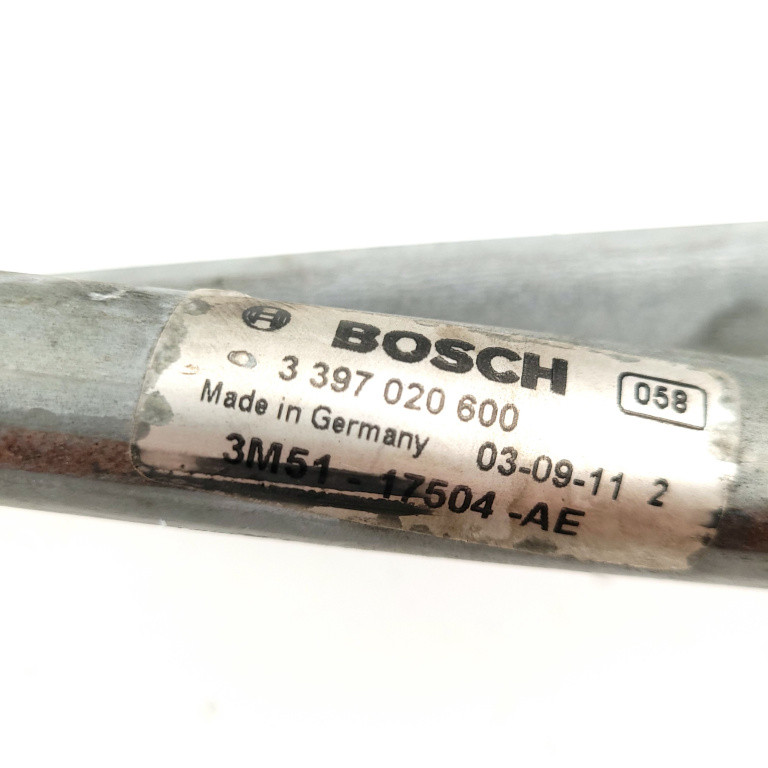 BOSCH
3 397 020 600
058
Made in Germany
03-09-11 2
3M51-17504-AE